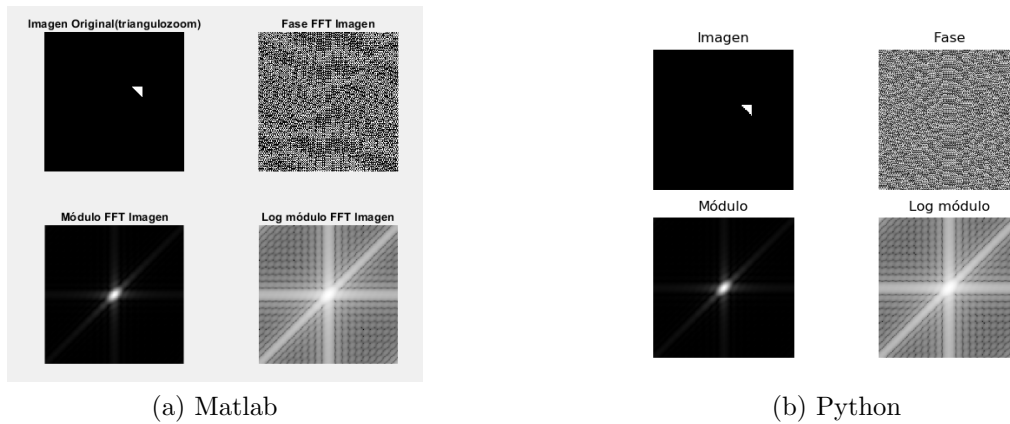 Imagen Original(triangulozoom)
Fase FFT Imagen
Módulo FFT Imagen
Log módulo FFT Imagen
(a) Matlab
Imagen
Fase
Módulo
Log módulo
(b) Python